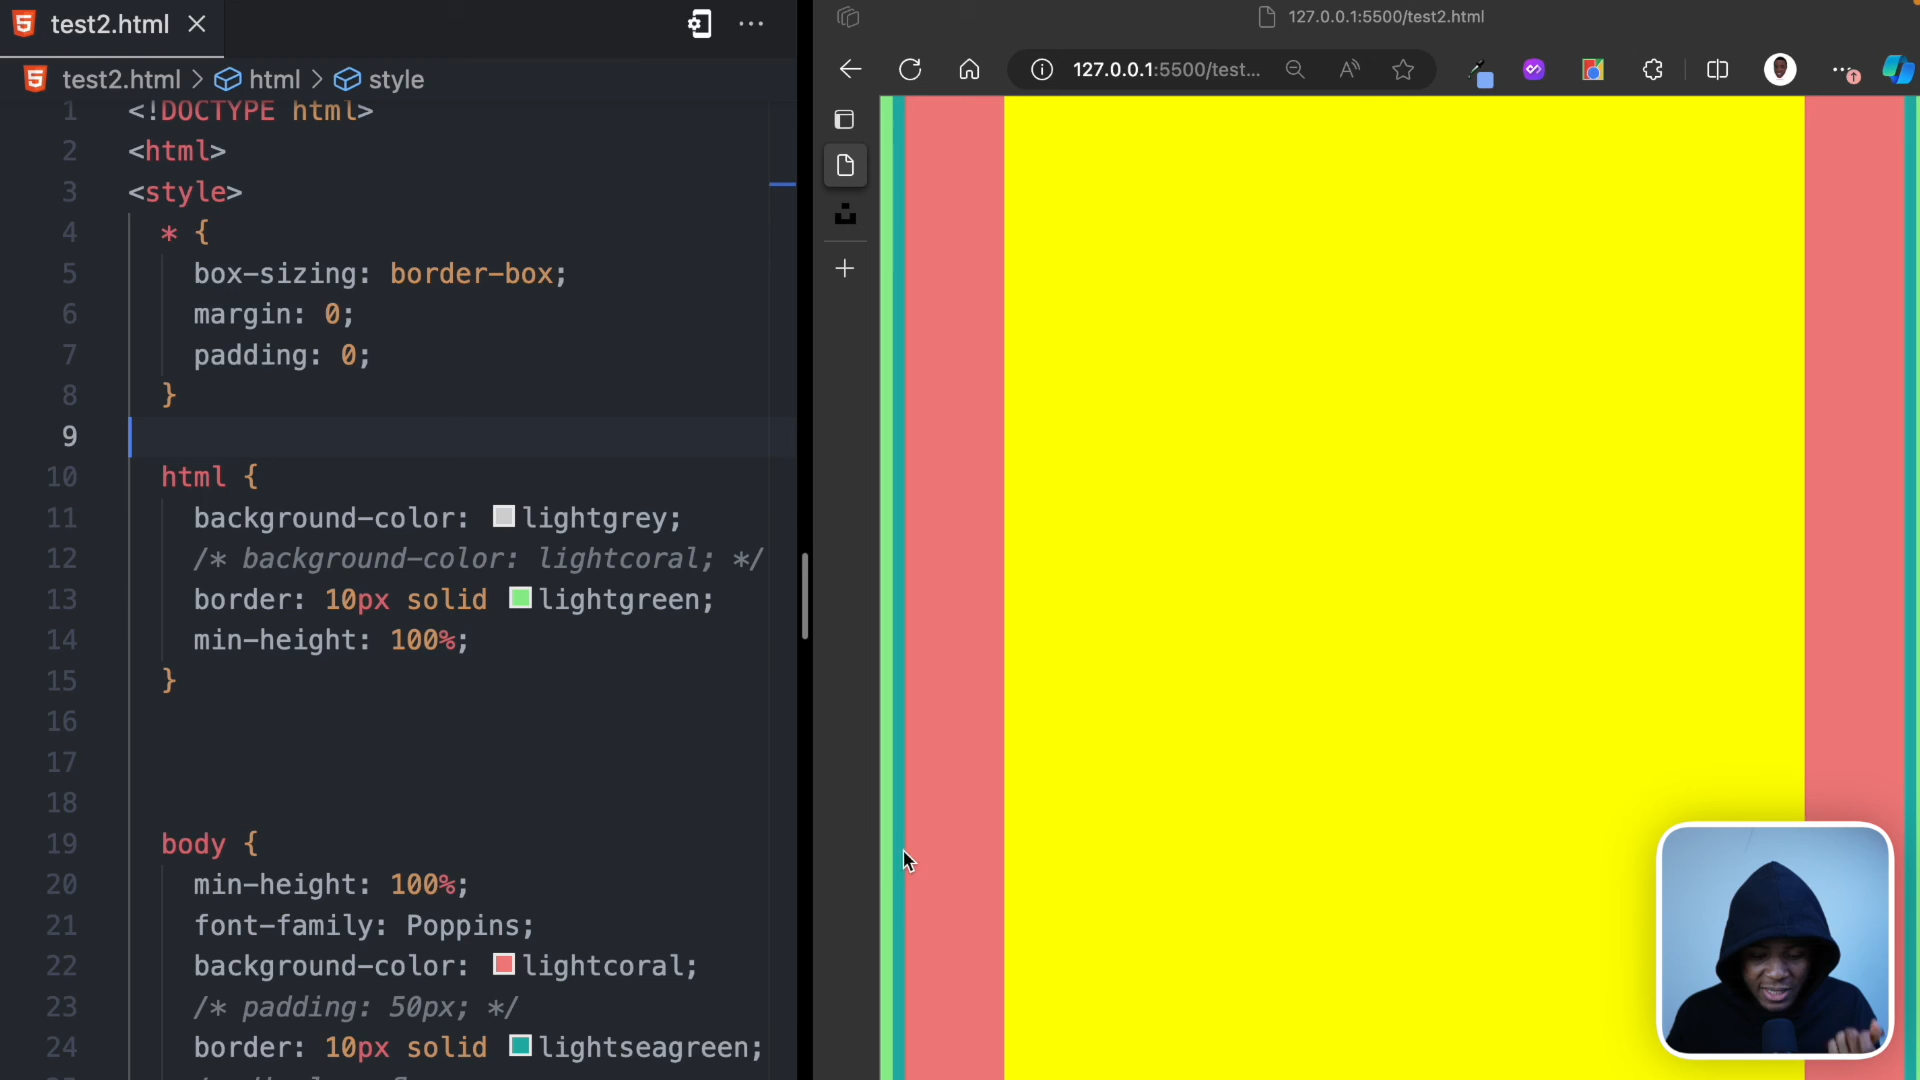 test2.html
test2.html > html > style
1 <!DOCTYPE html>
2 <html>
3 <style>
4 * {
5 box-sizing: border-box;
6 margin: 0;
7 padding: 0;
8 }
9
10 html {
11 background-color: lightgrey;
12 /* background-color: lightcoral; */
13 border: 10px solid lightgreen;
14 min-height: 100%;
15 }
16
17
18
19 body {
20 min-height: 100%;
21 font-family: Poppins;
22 background-color: lightcoral;
23 /* padding: 50px; */
24 border: 10px solid lightseagreen;
127.0.0.1:5500/test2.html
127.0.0.1:5500/test...